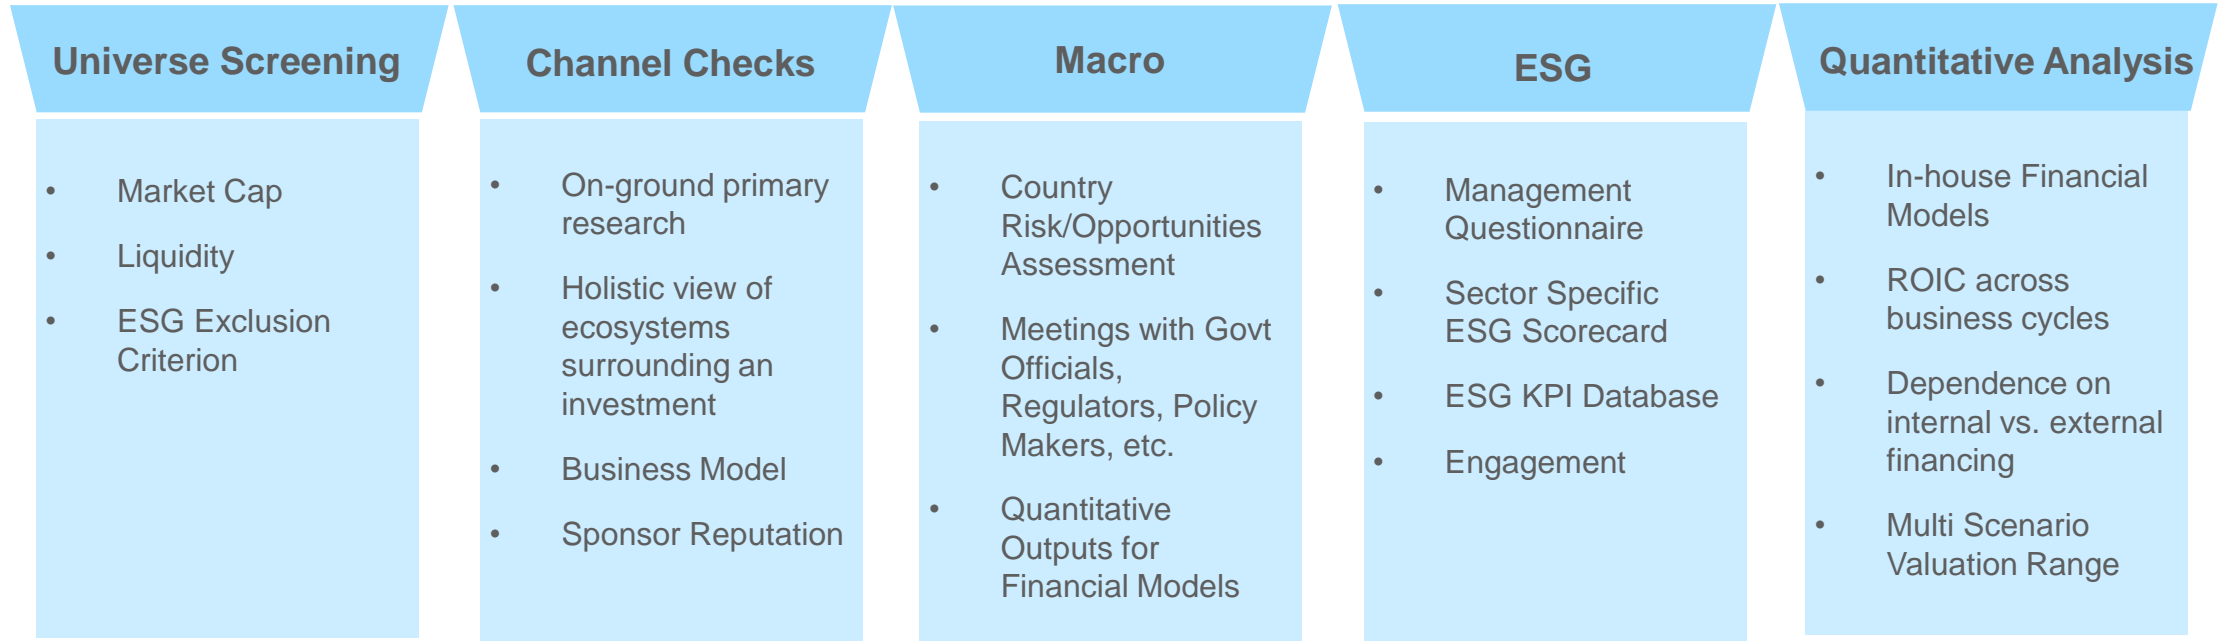 Universe Screening
• Market Cap
• Liquidity
• ESG Exclusion
Criterion
Channel Checks
• On-ground primary
research
• Holistic view of
ecosystems
surrounding an
investment
• Business Model
• Sponsor Reputation
Macro
• Country
Risk/Opportunities
Assessment
• Meetings with Govt
Officials,
Regulators, Policy
Makers, etc.
• Quantitative
Outputs for
Financial Models
ESG
• Management
Questionnaire
• Sector Specific
ESG Scorecard
• ESG KPI Database
• Engagement
Quantitative Analysis
• In-house Financial
Models
• ROIC across
business cycles
• Dependence on
internal vs. external
financing
• Multi Scenario
Valuation Range